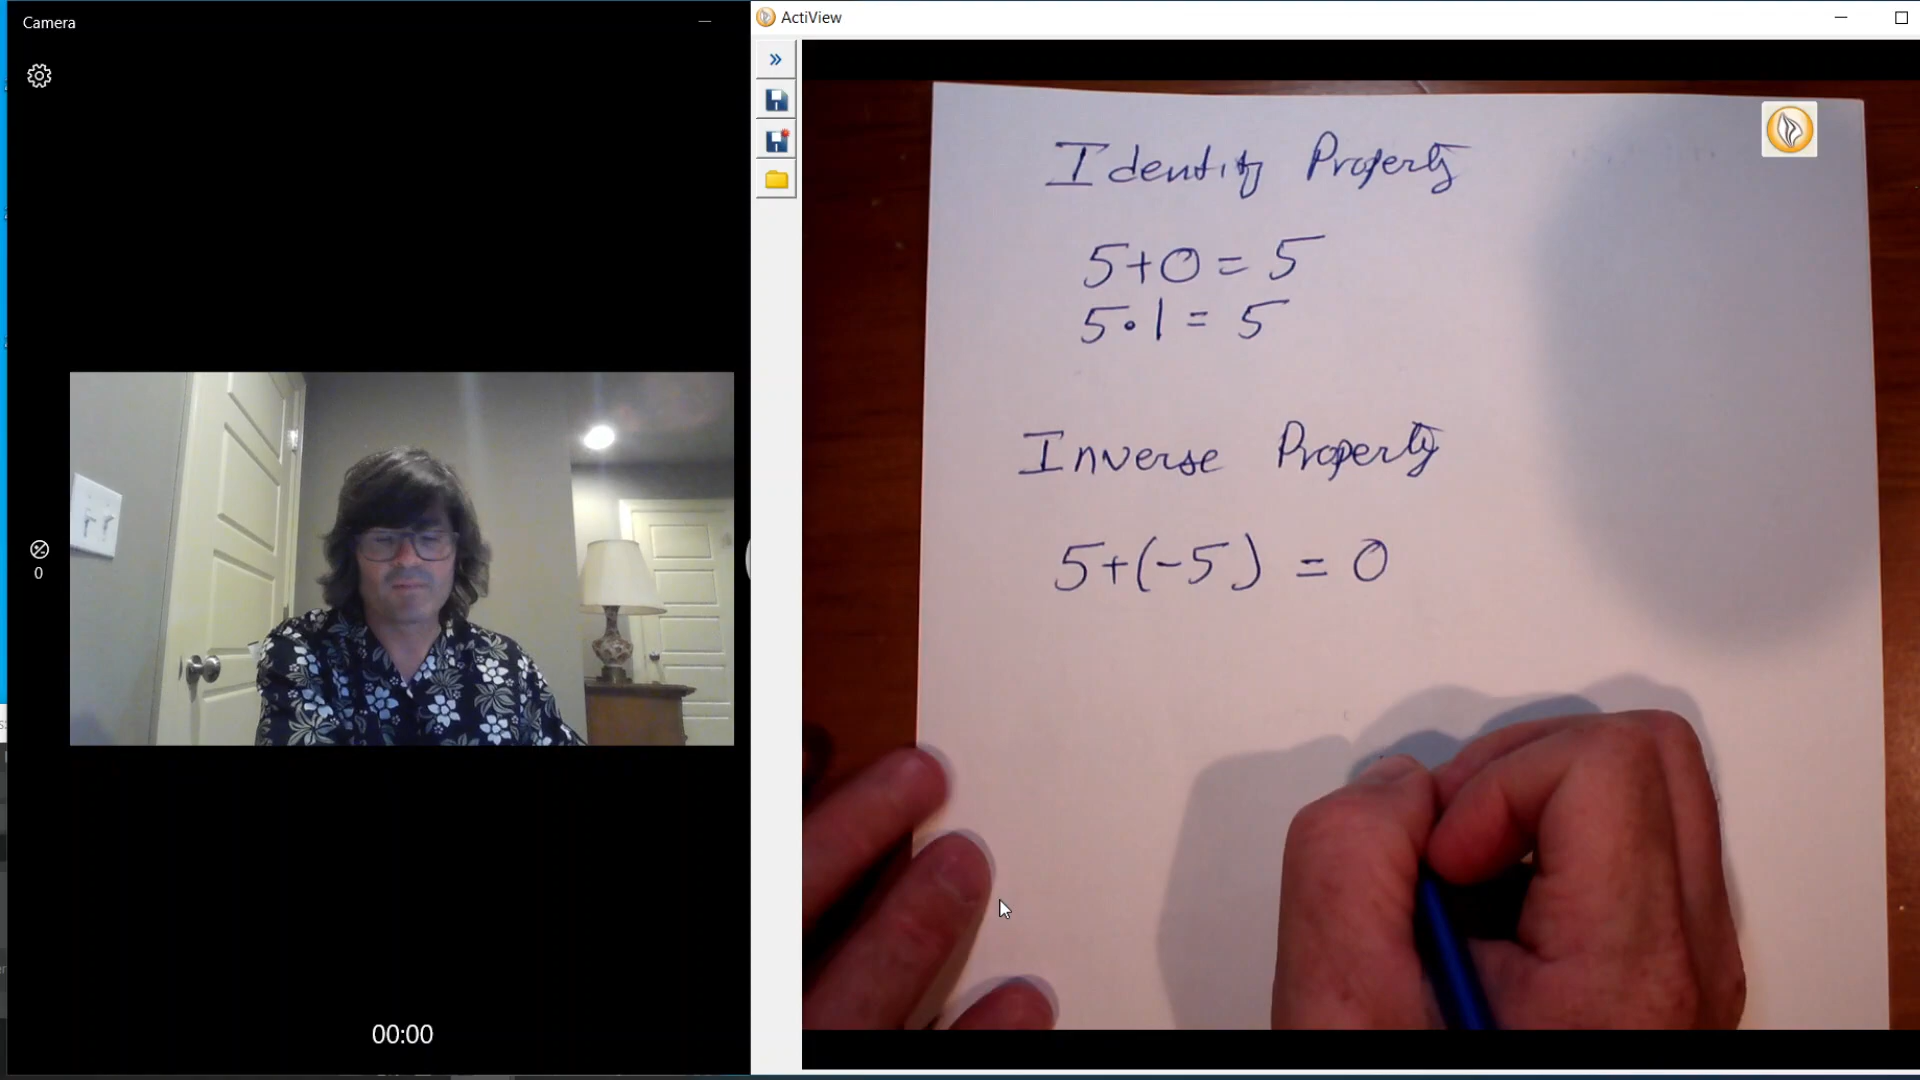 Camera
ActiView
Identity Property
5+0=5
5•1=5
Inverse Property
5+(-5) = 0
0
00:00